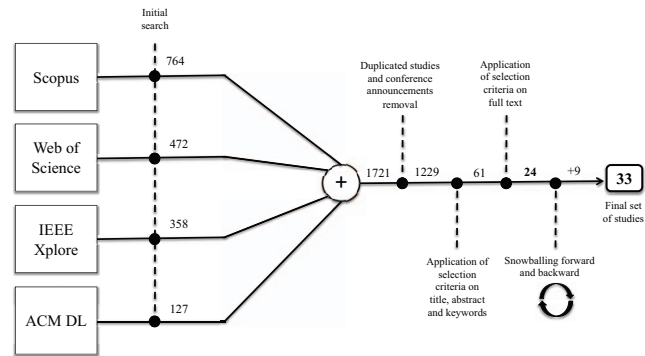 Initial
search
Scopus
764
Web of
Science
472
IEEE
Xplore
358
ACM DL
127
+
1721
Duplicated studies
and conference
announcements
removal
1229
Application of
selection
criteria on
title, abstract
and keywords
61
Application
of selection
criteria on
full text
24
Snowballing forward
and backward
+9
33
Final set
of studies